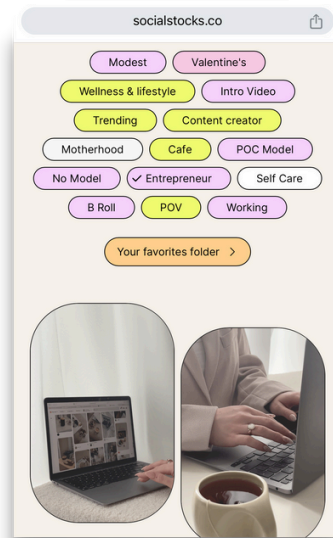 socialstocks.co
Modest Valentine's
Wellness & lifestyle Intro Video
Trending Content creator
Motherhood Cafe POC Model
No Model ✓ Entrepreneur Self Care
B Roll POV Working
Your favorites folder >